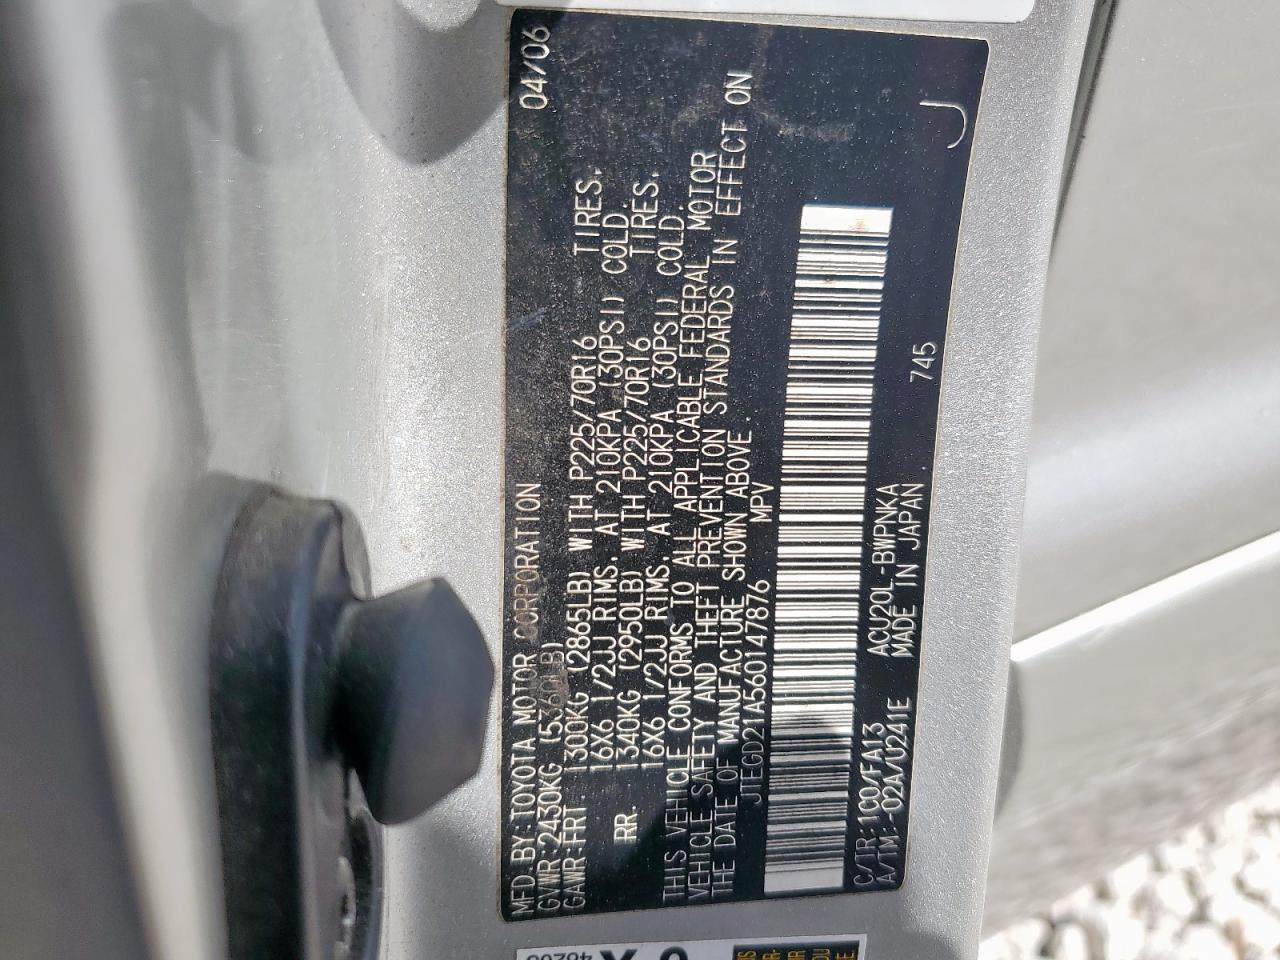 MFD.BY:TOYOTA MOTOR CORPORATION 04/06
GVWR:2430KG (5360LB)
GAWR:FRT 1300KG (2865LB) WITH P225/70R16 TIRES,
16X6 1/2JJ RIMS, AT 210KPA (30PSI) COLD.
RR. 1340KG (2950LB) WITH P225/70R16 TIRES,
16X6 1/2JJ RIMS, AT 210KPA (30PSI) COLD.
THIS VEHICLE CONFORMS TO ALL APPLICABLE FEDERAL MOTOR
VEHICLE SAFETY AND THEFT PREVENTION STANDARDS IN EFFECT ON
THE DATE OF MANUFACTURE SHOWN ABOVE.
JTEGD21A560147876 MPV
C/TR:1C0/FA13 ACU20L-BWPNKA 745
A/TM:-02A/U241E MADE IN JAPAN.
J